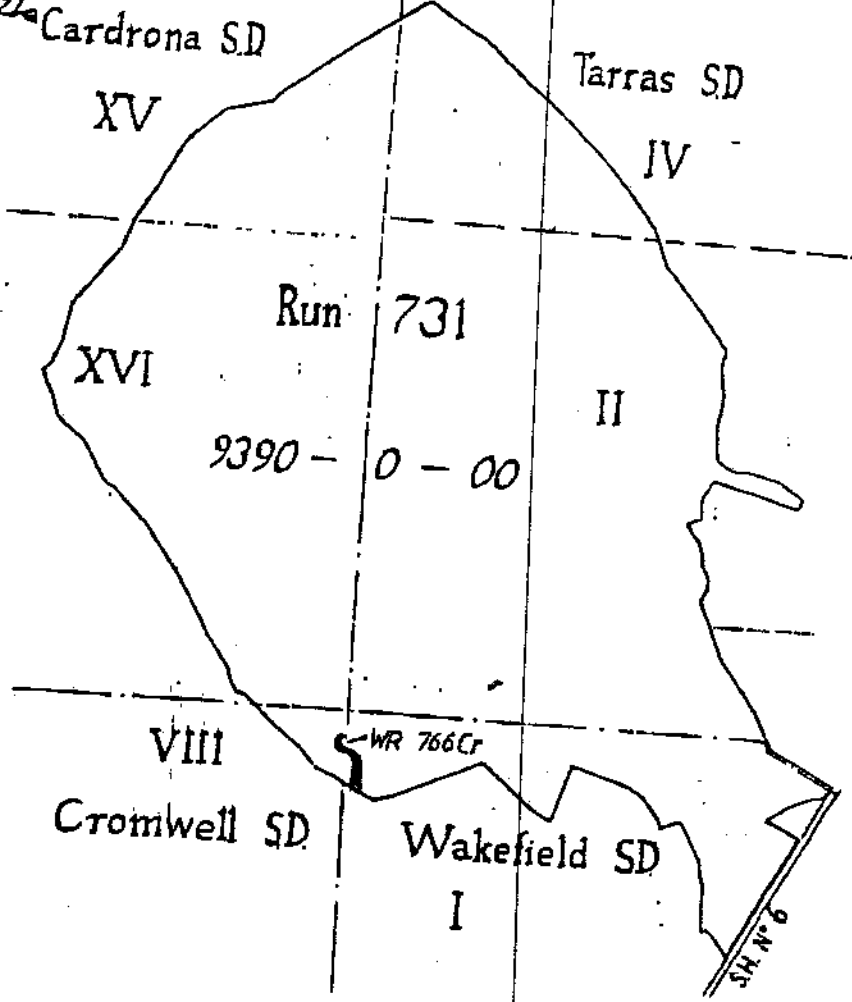 Cardrona S.D
Tarras S.D
XV
IV
Run 731
XVI
II
9390 - 0 - 00
WR 766Cr
VIII
Cromwell SD.
Wakefield SD
I
S.H. No 6